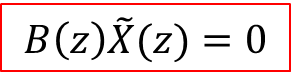 B(z)X̃(z) = 0